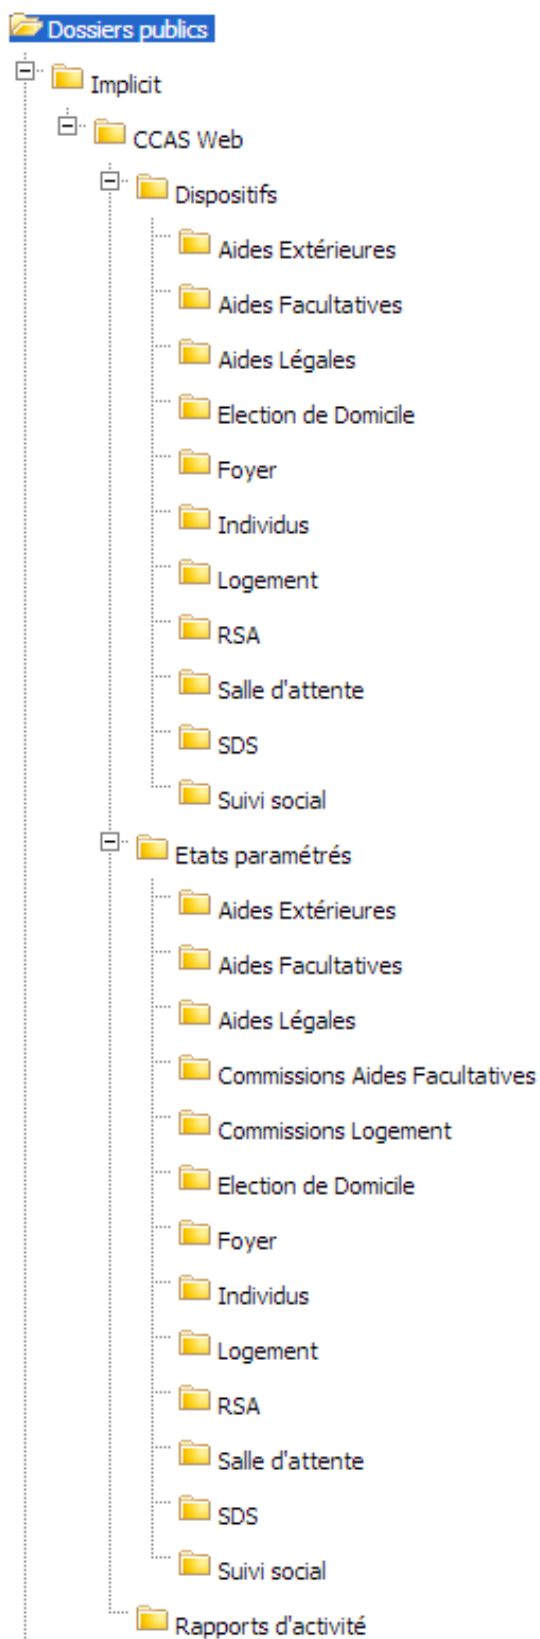 Dossiers publics
Implicit
CCAS Web
Dispositifs
Aides Extérieures
Aides Facultatives
Aides Légales
Election de Domicile
Foyer
Individus
Logement
RSA
Salle d'attente
SDS
Suivi social
Etats paramétrés
Aides Extérieures
Aides Facultatives
Aides Légales
Commissions Aides Facultatives
Commissions Logement
Election de Domicile
Foyer
Individus
Logement
RSA
Salle d'attente
SDS
Suivi social
Rapports d'activité